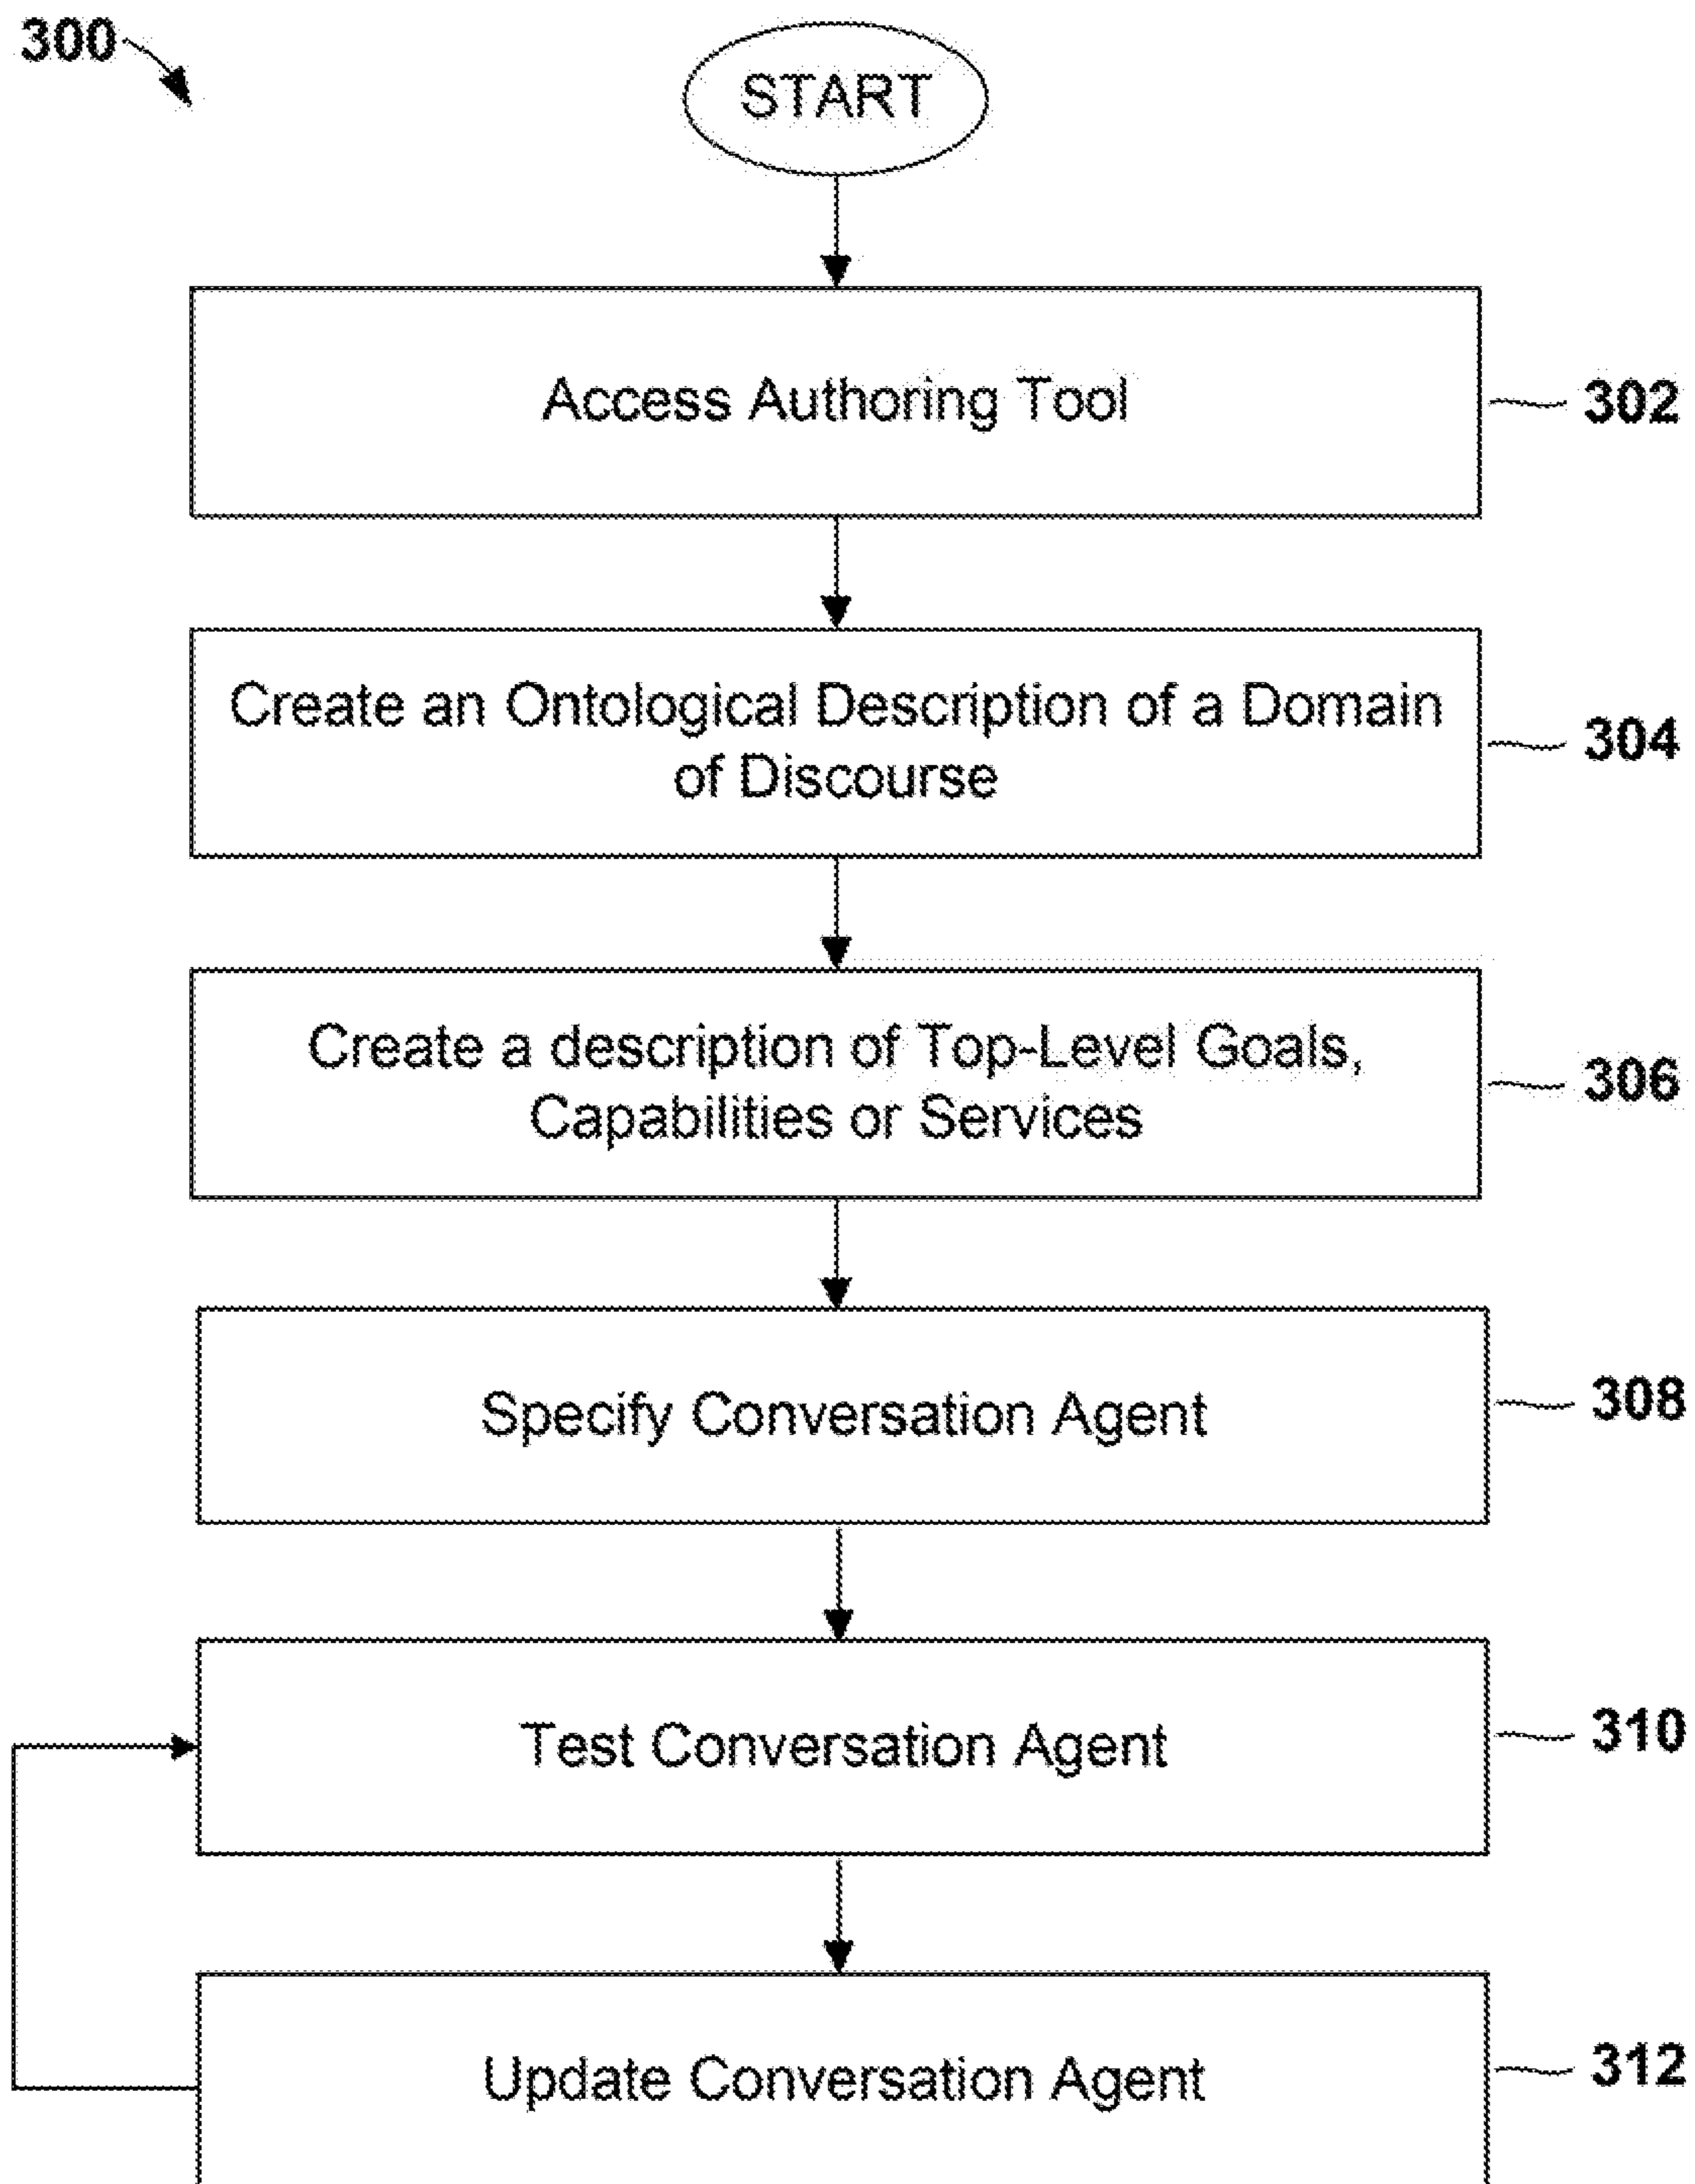 300
START
Access Authoring Tool
302
Create an Ontological Description of a Domain
of Discourse
304
Create a description of Top-Level Goals,
Capabilities or Services
306
Specify Conversation Agent
308
Test Conversation Agent
310
Update Conversation Agent
312